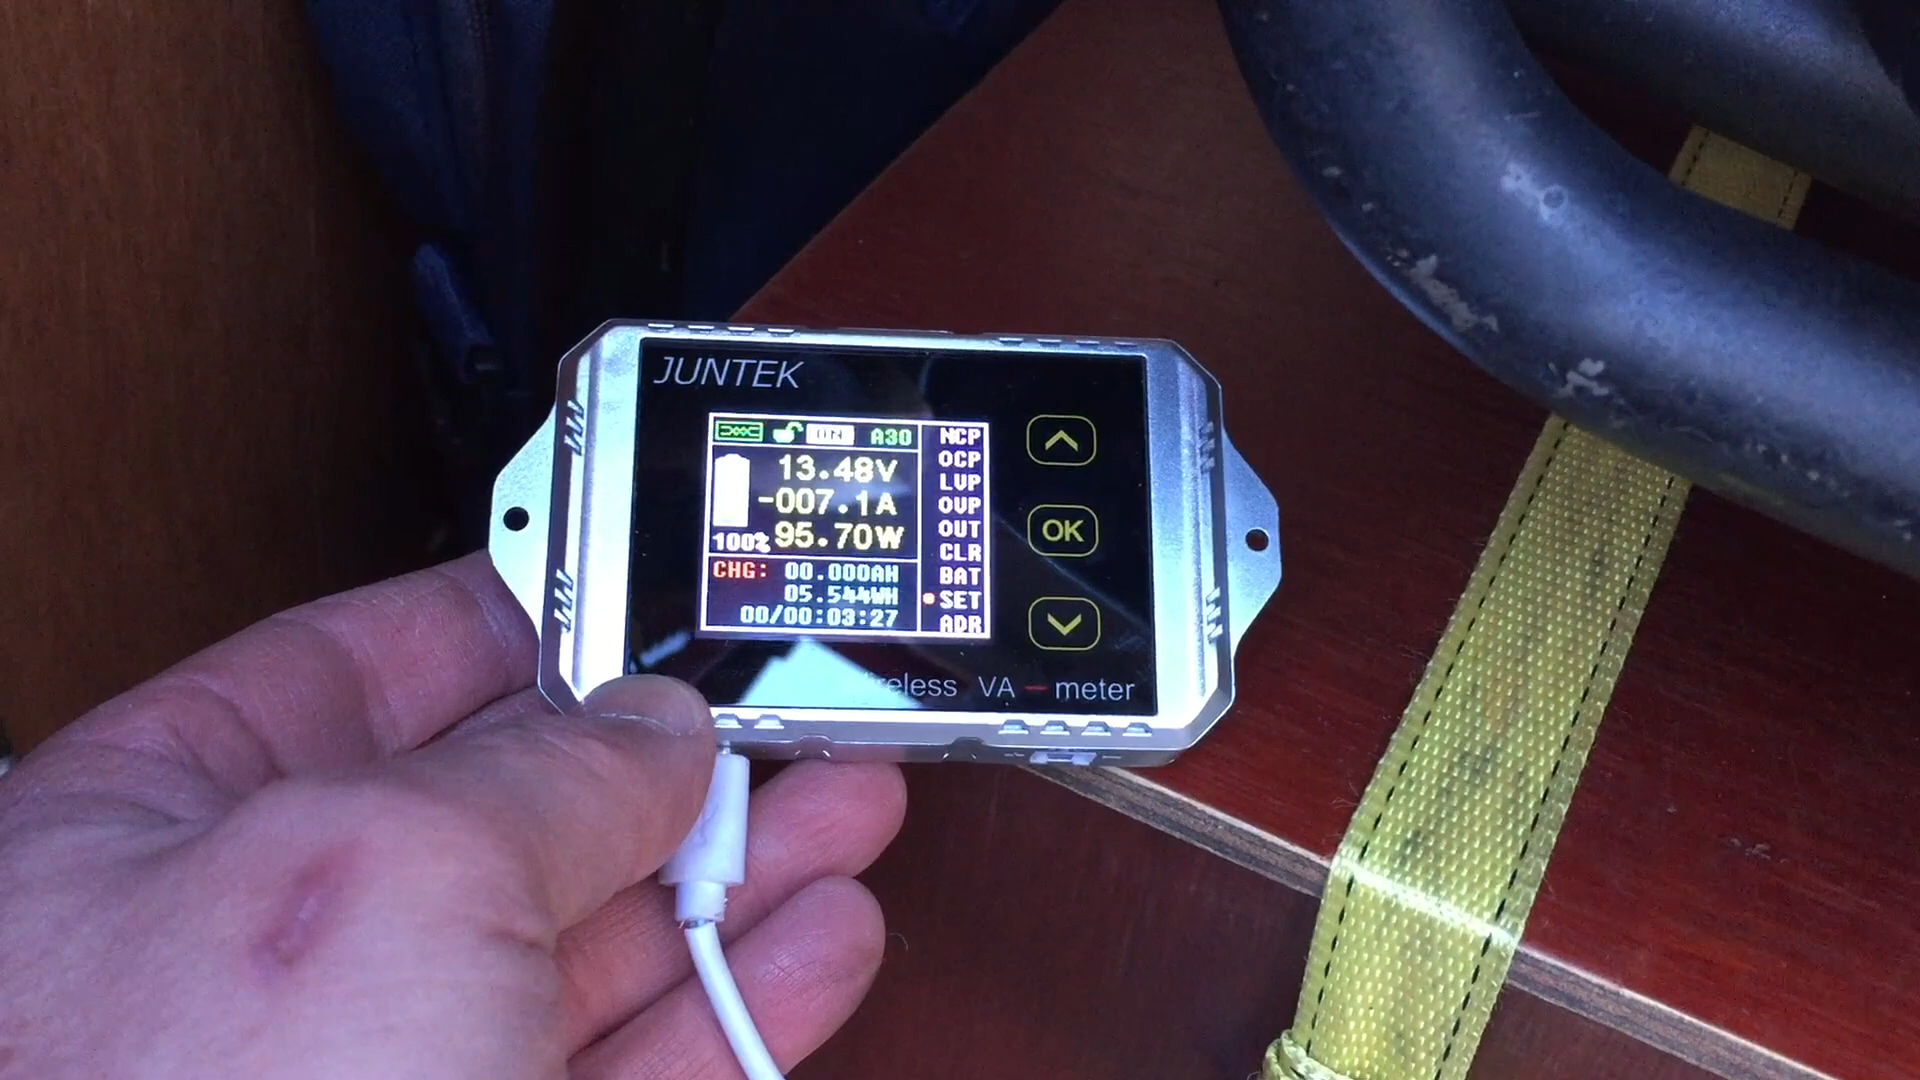 JUNTEK
ON A30
13.48V
-007.1A
100% 95.70W
CHG: 00.000AH
05.544WH
00/00:03:27
NCP
OCP
LVP
OVP
OUT
CLR
BAT
SET
ADR
OK
VA - meter